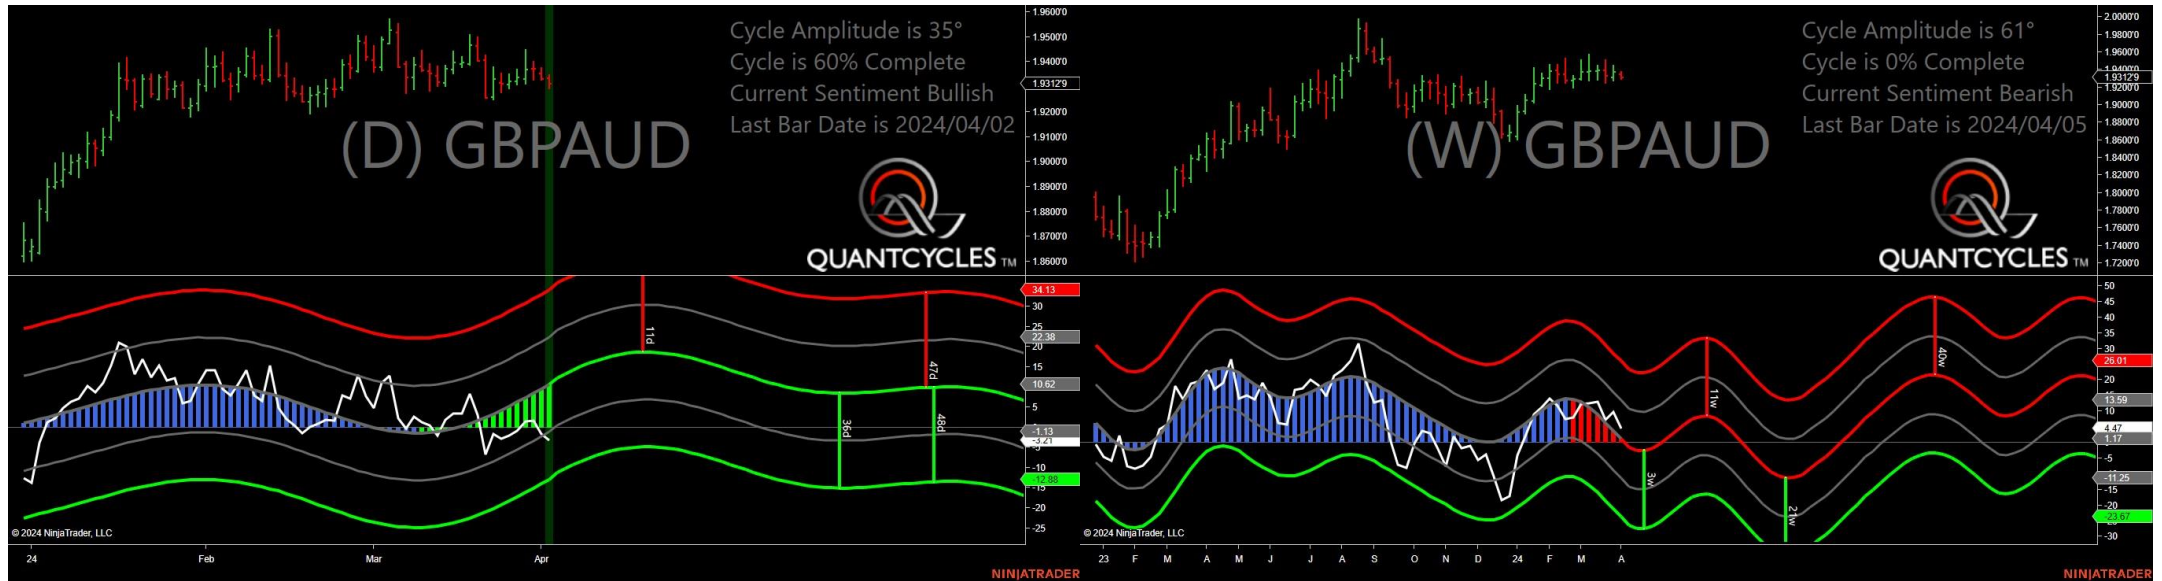 Cycle Amplitude is 35°
Cycle is 60% Complete
Current Sentiment Bullish
Last Bar Date is 2024/04/02
(D) GBPAUD
QUANTCYCLES TM
1.9600'0
1.9500'0
1.9400'0
1.9312'9
1.9200'0
1.9100'0
1.9000'0
1.8900'0
1.8800'0
1.8700'0
1.8600'0
34.13
30
25
22.38
20
15
10.62
5
-1.13
-3.21
-10
-12.88
-15
-20
-25
11d
47d
36d
48d
© 2024 NinjaTrader, LLC
24 Feb Mar Apr
NINJATRADER
Cycle Amplitude is 61°
Cycle is 0% Complete
Current Sentiment Bearish
Last Bar Date is 2024/04/05
(W) GBPAUD
QUANTCYCLES TM
2.0000'0
1.9800'0
1.9600'0
1.9400'0
1.9312'9
1.9200'0
1.9000'0
1.8800'0
1.8600'0
1.8400'0
1.8200'0
1.8000'0
1.7800'0
1.7600'0
1.7400'0
1.7200'0
50
45
40
35
30
26.01
20
13.59
10
4.47
1.17
-5
-11.25
-15
-20
-23.67
-30
11w
40w
3w
21w
© 2024 NinjaTrader, LLC
23 F M A M J J A S O N D 24 F M A
NINJATRADER